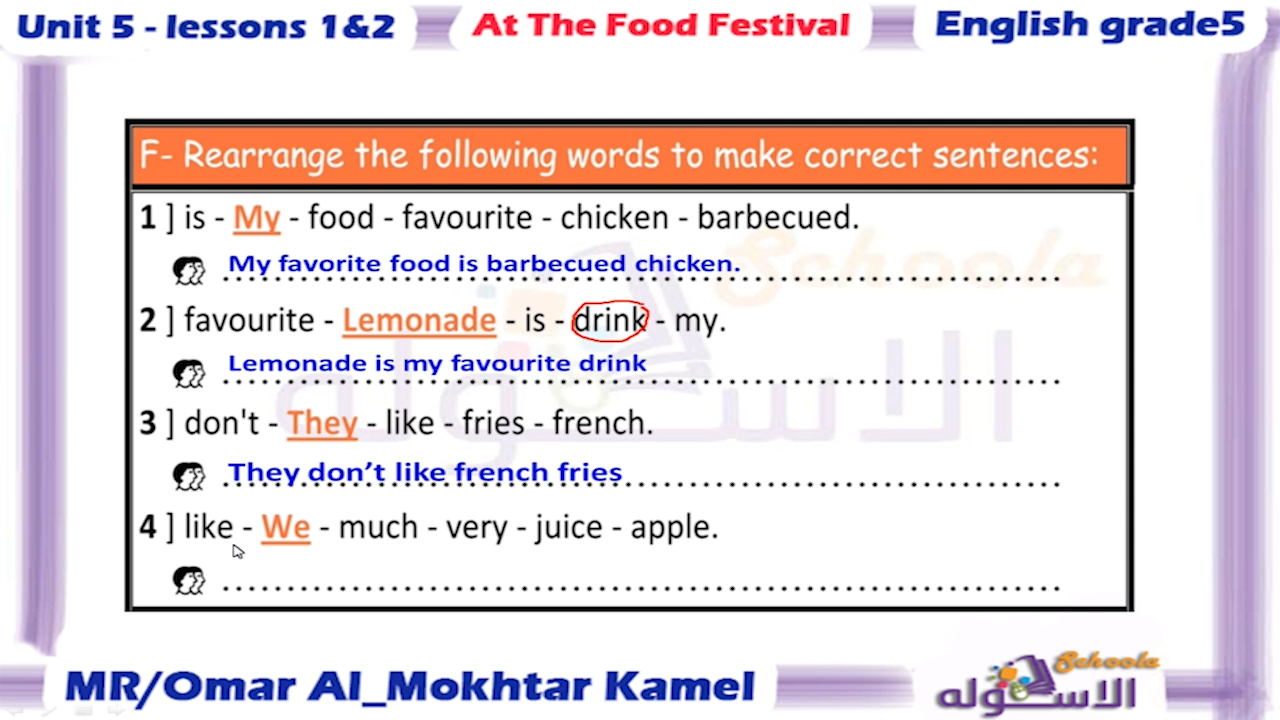 Unit 5 - lessons 1&2
At The Food Festival
English grade5
F- Rearrange the following words to make correct sentences:
1 ] is - My - food - favourite - chicken - barbecued.
My favorite food is barbecued chicken.
2 ] favourite - Lemonade - is - drink - my.
Lemonade is my favourite drink
3 ] don't - They - like - fries - french.
They don’t like french fries
4 ] like - We - much - very - juice - apple.
MR/Omar Al_Mokhtar Kamel
Schoola
الاسكوله
Schoola
الاسكوله